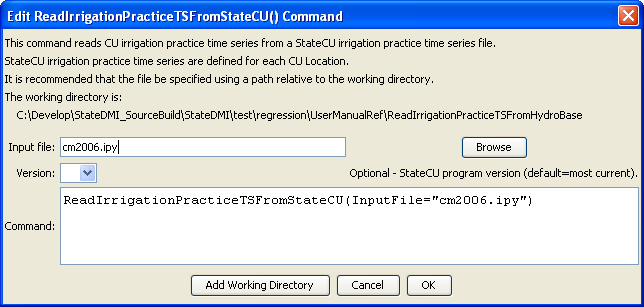 Edit ReadIrrigationPracticeTSFromStateCU() Command
This command reads CU irrigation practice time series from a StateCU irrigation practice time series file.
StateCU irrigation practice time series are defined for each CU Location.
It is recommended that the file be specified using a path relative to the working directory.
The working directory is:
C:\Develop\StateDMI_SourceBuild\StateDMI\test\regression\UserManualRef\ReadIrrigationPracticeTSFromHydroBase
Input file: cm2006.ipy Browse
Version: Optional - StateCU program version (default=most current).
Command: ReadIrrigationPracticeTSFromStateCU(InputFile="cm2006.ipy")
Add Working Directory Cancel OK